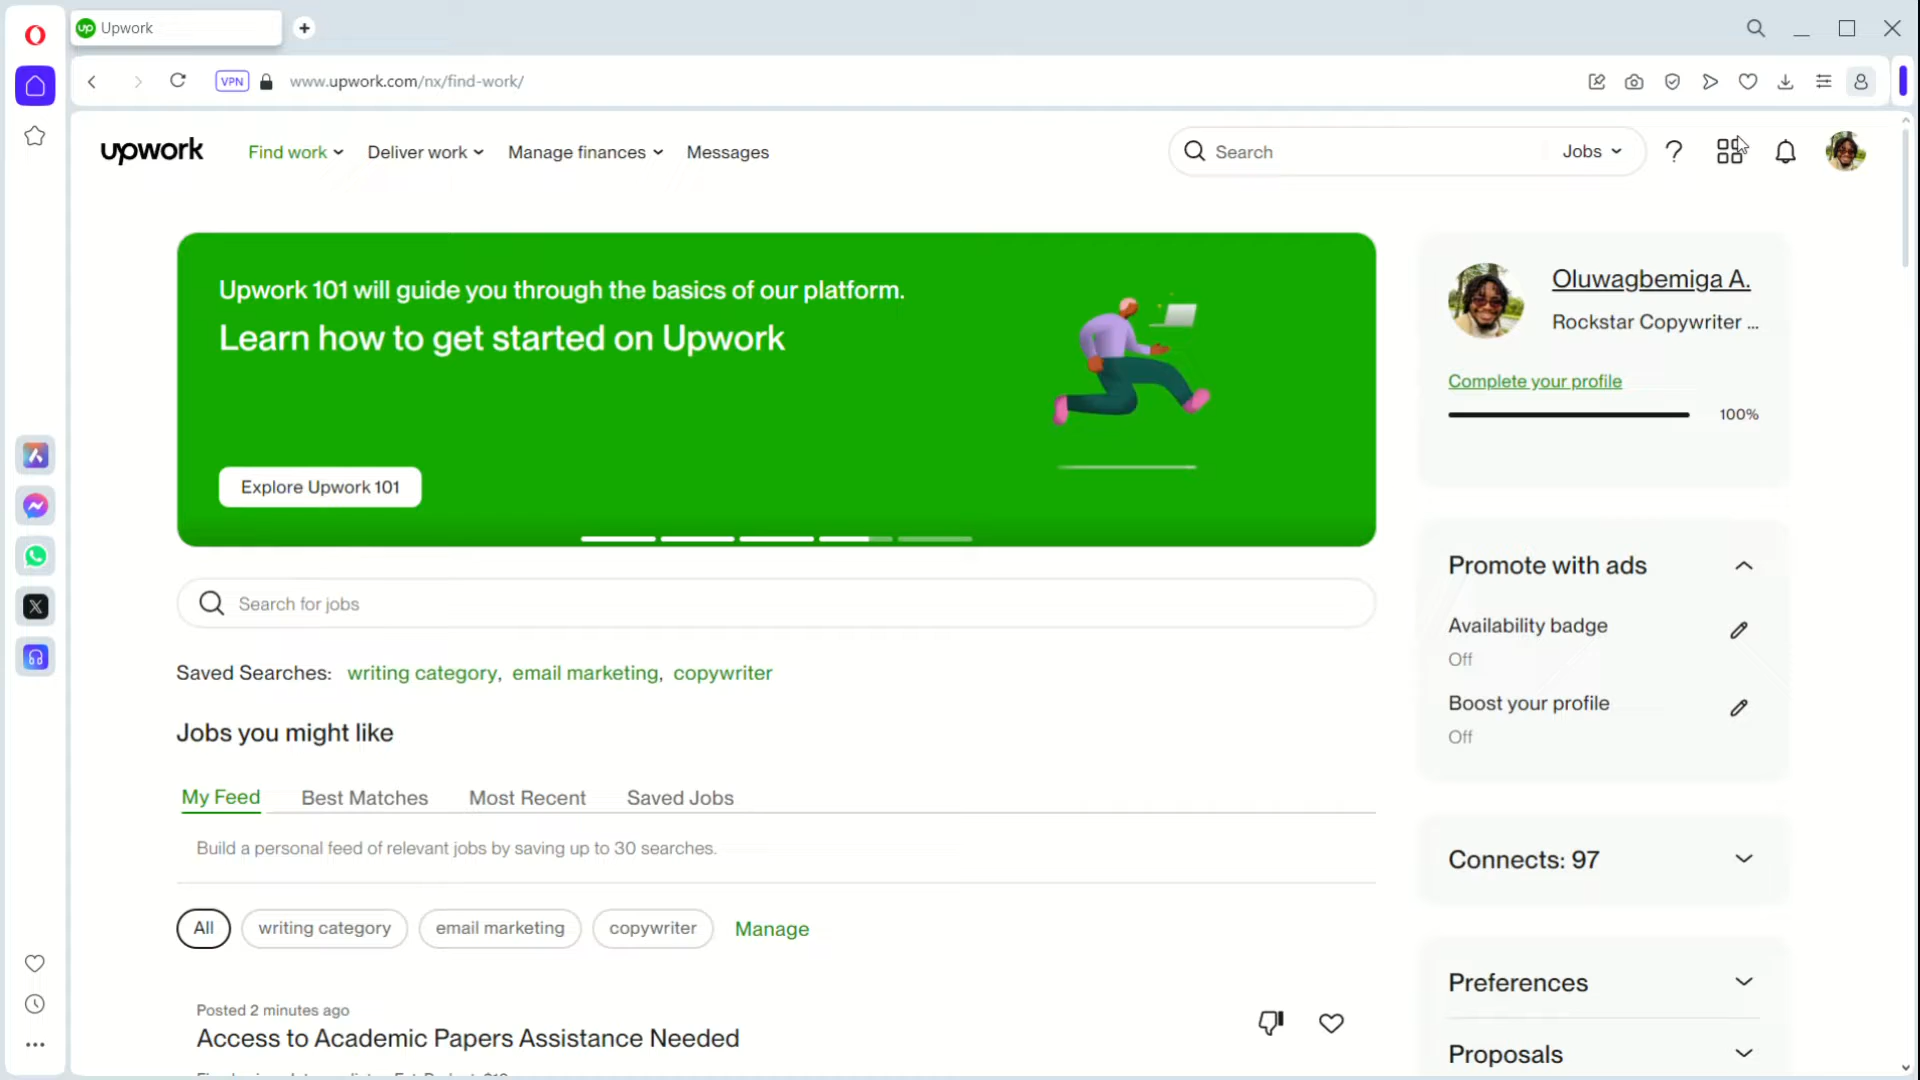 Upwork
VPN
www.upwork.com/nx/find-work/
upwork
Find work
Deliver work
Manage finances
Messages
Search
Jobs
Upwork 101 will guide you through the basics of our platform.
Learn how to get started on Upwork
Explore Upwork 101
Oluwagbemiga A.
Rockstar Copywriter ...
Complete your profile
100%
Promote with ads
Availability badge
Off
Boost your profile
Off
Search for jobs
Saved Searches: writing category, email marketing, copywriter
Jobs you might like
My Feed
Best Matches
Most Recent
Saved Jobs
Build a personal feed of relevant jobs by saving up to 30 searches.
Connects: 97
All
writing category
email marketing
copywriter
Manage
Preferences
Posted 2 minutes ago
Access to Academic Papers Assistance Needed
Proposals